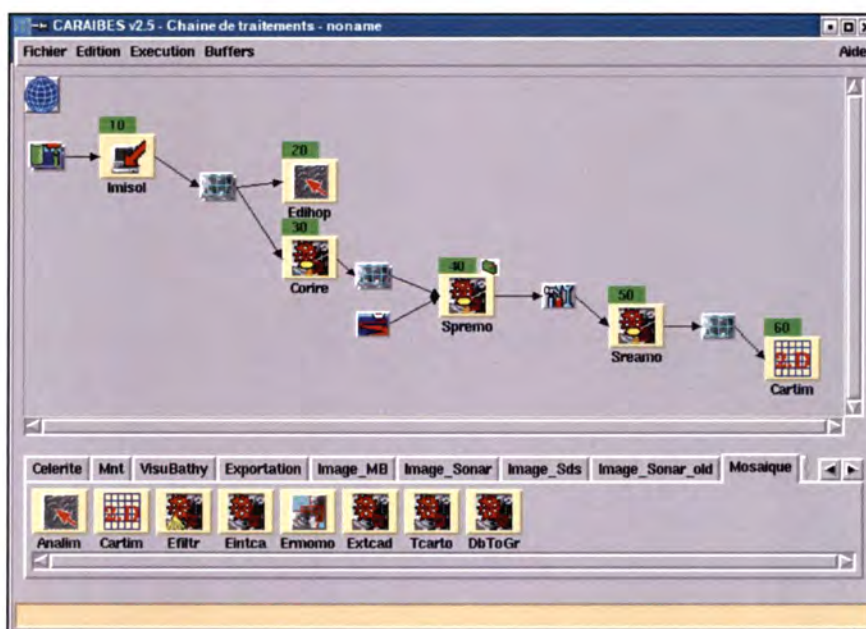 CARAIBES v2.5 - Chaine de traitements - noname
Fichier Edition Execution Buffers Aide
10
Imisol
20
Edihop
30
Corire
40
Spremo
50
Sreamo
60
2.D
Cartim
Celerite Mnt VisuBathy Exportation Image_MB Image_Sonar Image_Sds Image_Sonar_old Mosaique
2.D
Analim Cartim Efiltr Eintca Ermomo Extcad Tcarto DbToGr